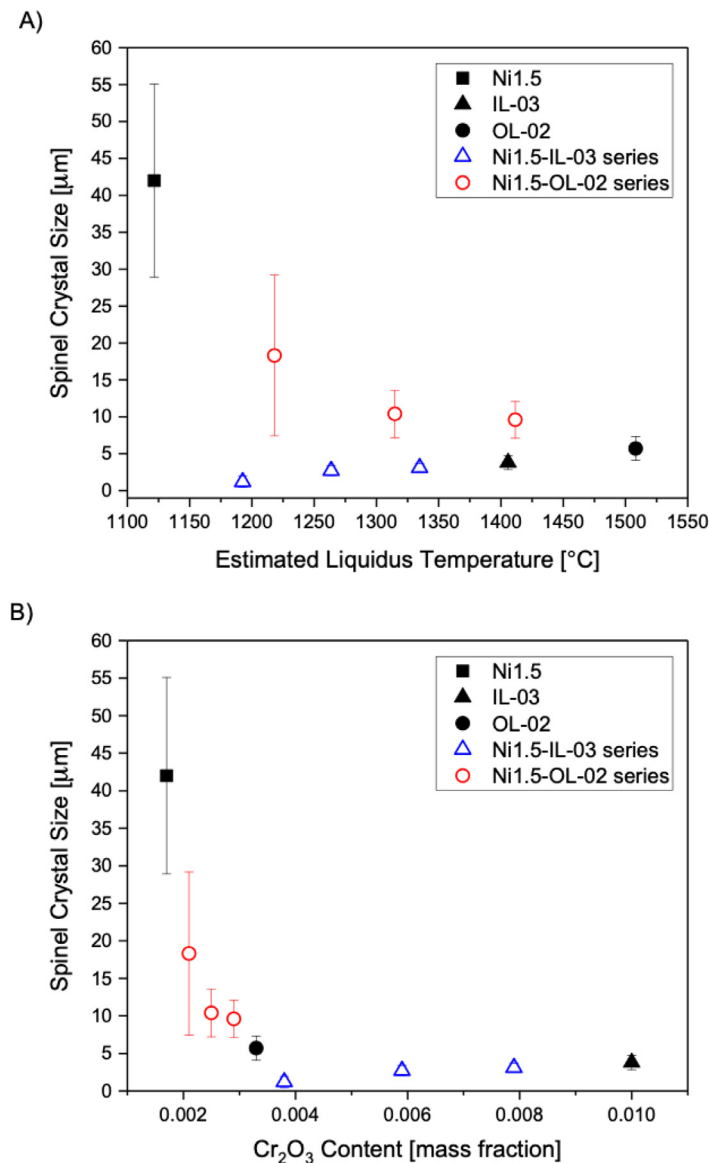 A)
60
55
50
45
40
35
30
25
20
15
10
5
0
Spinel Crystal Size [μm]
Ni1.5
IL-03
OL-02
Ni1.5-IL-03 series
Ni1.5-OL-02 series
1100 1150 1200 1250 1300 1350 1400 1450 1500 1550
Estimated Liquidus Temperature [°C]
B)
60
55
50
45
40
35
30
25
20
15
10
5
0
Spinel Crystal Size [μm]
Ni1.5
IL-03
OL-02
Ni1.5-IL-03 series
Ni1.5-OL-02 series
0.002 0.004 0.006 0.008 0.010
Cr₂O₃ Content [mass fraction]